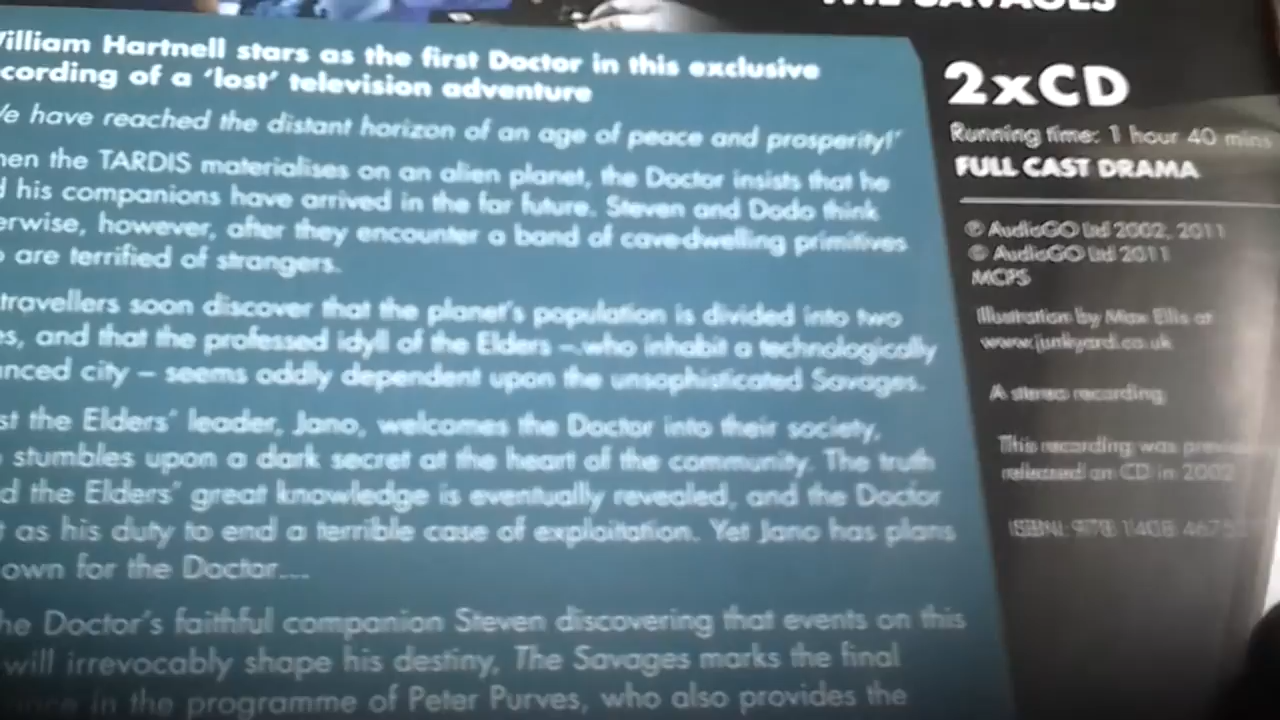 THE SAVAGES
William Hartnell stars as the first Doctor in this exclusive
cording of a 'lost' television adventure
We have reached the distant horizon of an age of peace and prosperity!'
hen the TARDIS materialises on an alien planet, the Doctor insists that he
d his companions have arrived in the far future. Steven and Dodo think
erwise, however, after they encounter a band of cave-dwelling primitives
o are terrified of strangers.
travellers soon discover that the planet's population is divided into two
es, and that the professed idyll of the Elders – who inhabit a technologically
anced city – seems oddly dependent upon the unsophisticated Savages.
st the Elders' leader, Jano, welcomes the Doctor into their society,
stumbles upon a dark secret at the heart of the community. The truth
d the Elders' great knowledge is eventually revealed, and the Doctor
t as his duty to end a terrible case of exploitation. Yet Jano has plans
own for the Doctor....
he Doctor's faithful companion Steven discovering that events on this
will irrevocably shape his destiny, The Savages marks the final
in the programme of Peter Purves, who also provides the
2xCD
Running time: 1 hour 40 mins
FULL CAST DRAMA
© AudioGO Ltd 2002, 2011
© AudioGO Ltd 2011
MCPS
Illustration by Max Ellis at
www.junkyard.co.uk
A stereo recording
This recording was prev
released on CD in 2002
ISBN: 978 1408 467